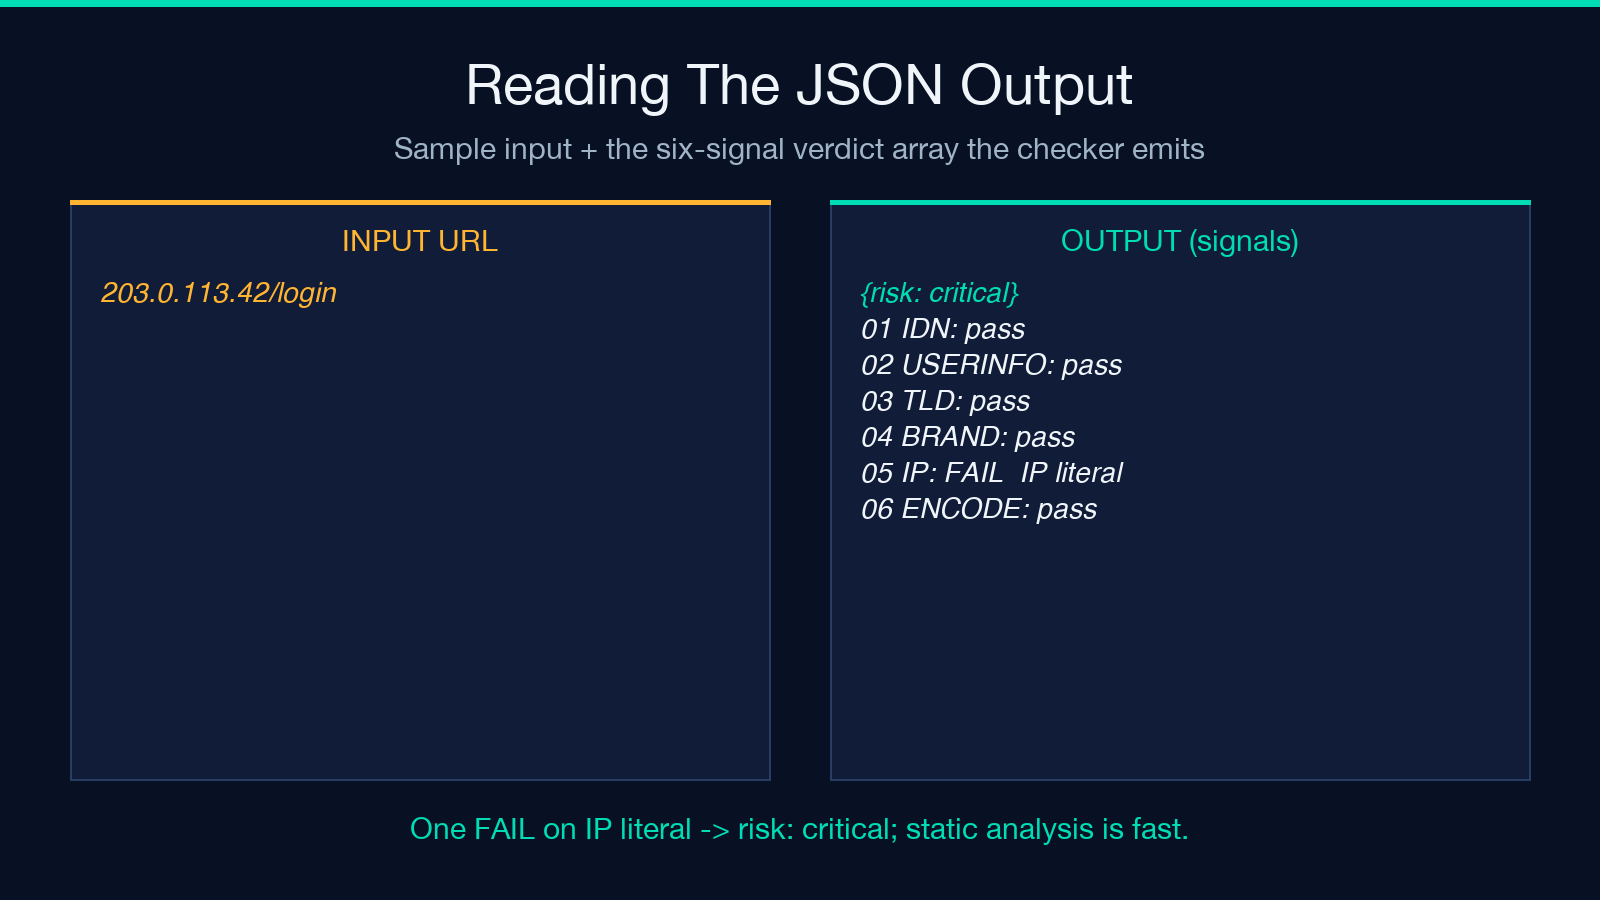 Reading The JSON Output
Sample input + the six-signal verdict array the checker emits
INPUT URL
203.0.113.42/login
OUTPUT (signals)
{risk: critical}
01 IDN: pass
02 USERINFO: pass
03 TLD: pass
04 BRAND: pass
05 IP: FAIL  IP literal
06 ENCODE: pass
One FAIL on IP literal -> risk: critical; static analysis is fast.